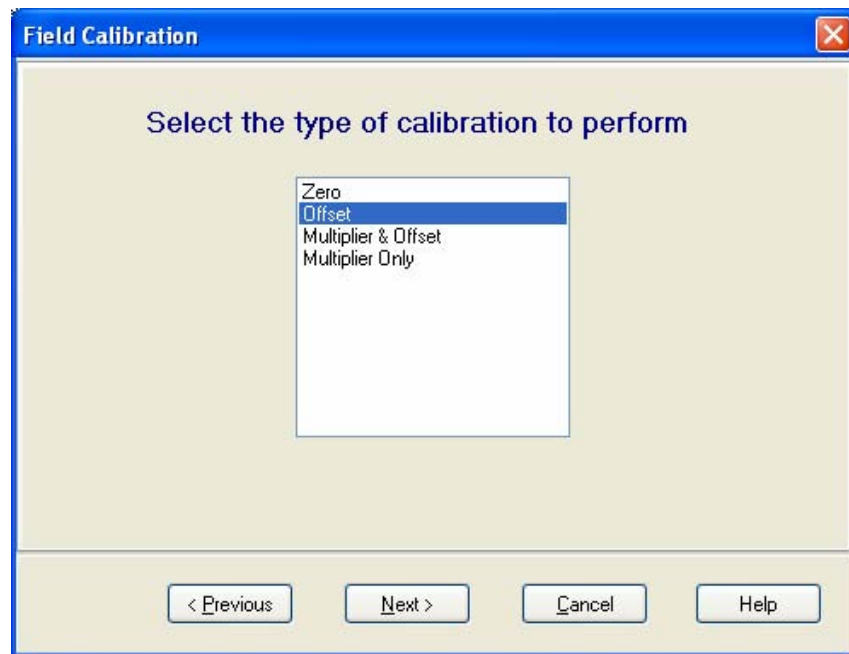 Field Calibration
Select the type of calibration to perform
Zero
Offset
Multiplier & Offset
Multiplier Only
< Previous
Next >
Cancel
Help